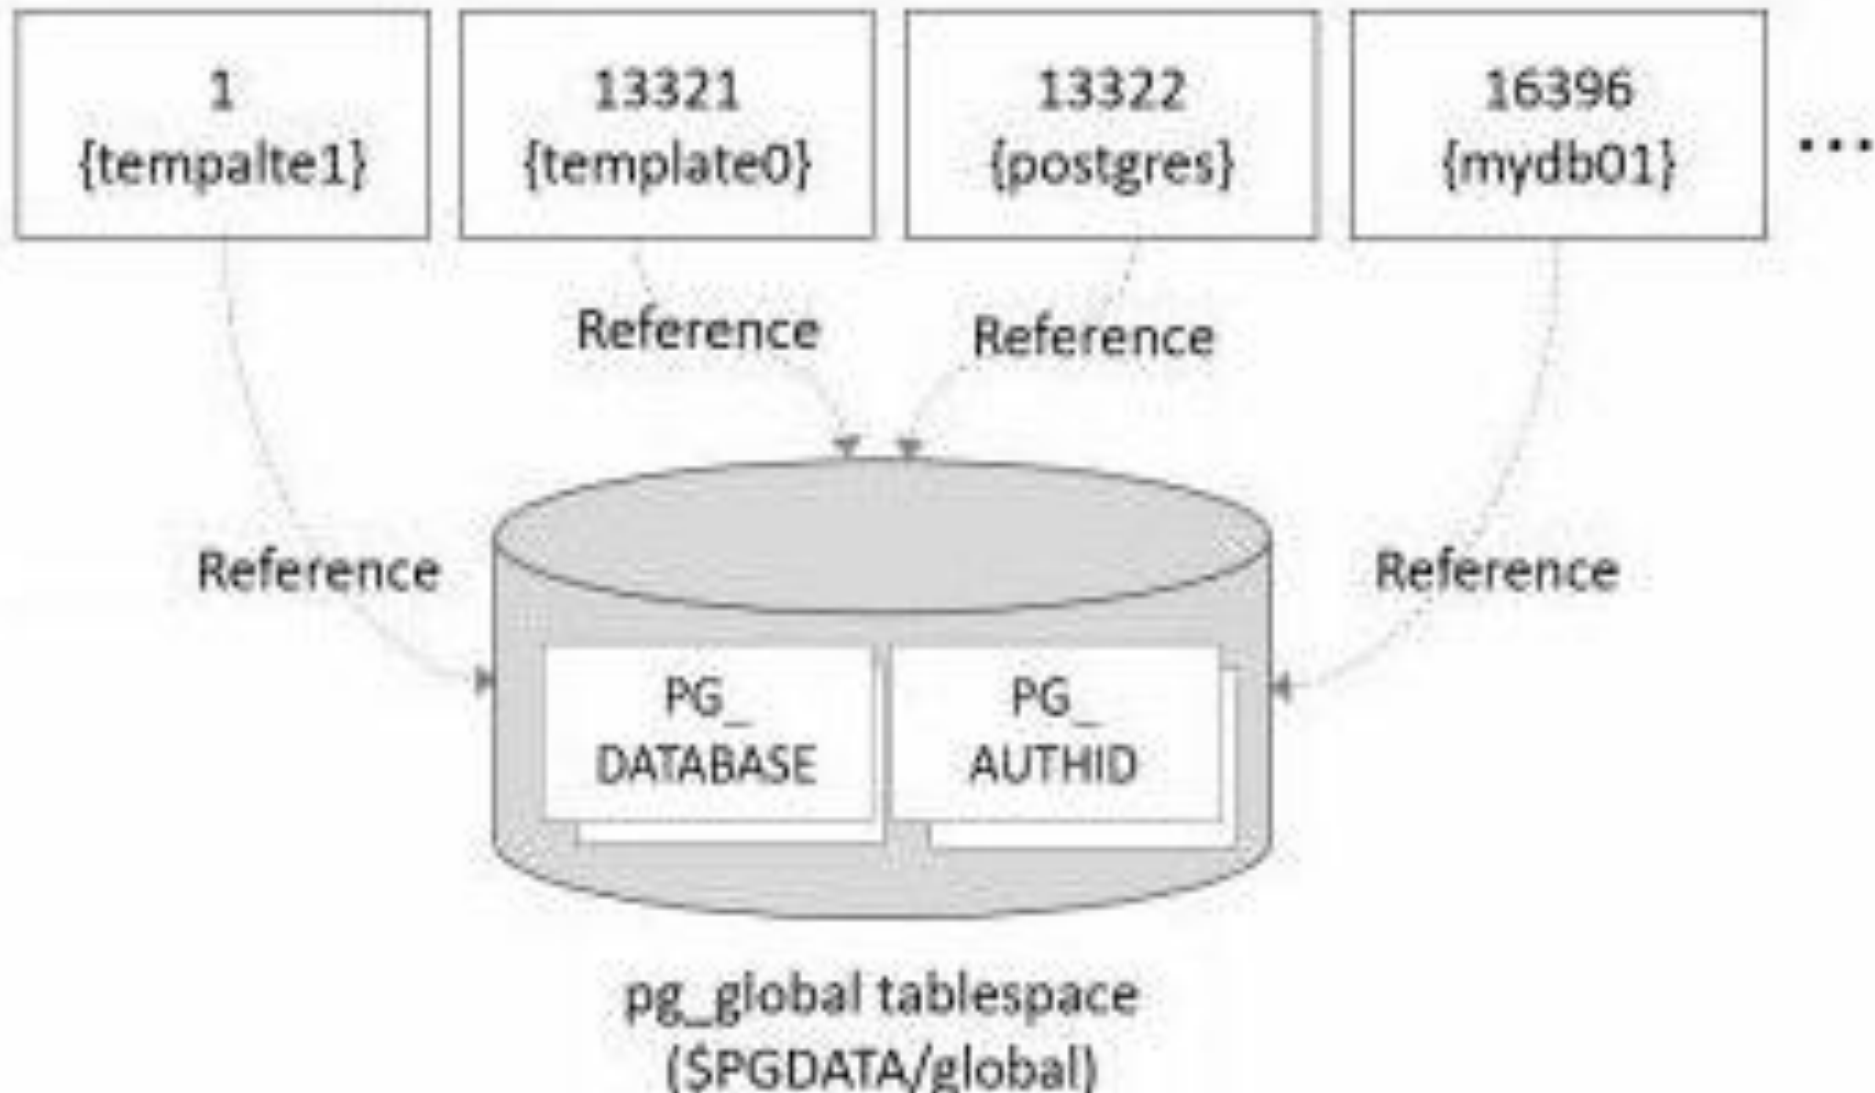 1
{tempalte1}
13321
{template0}
13322
{postgres}
16396
{mydb01}
...
Reference
Reference
Reference
Reference
PG_
DATABASE
PG_
AUTHID
pg_global tablespace
($PGDATA/global)